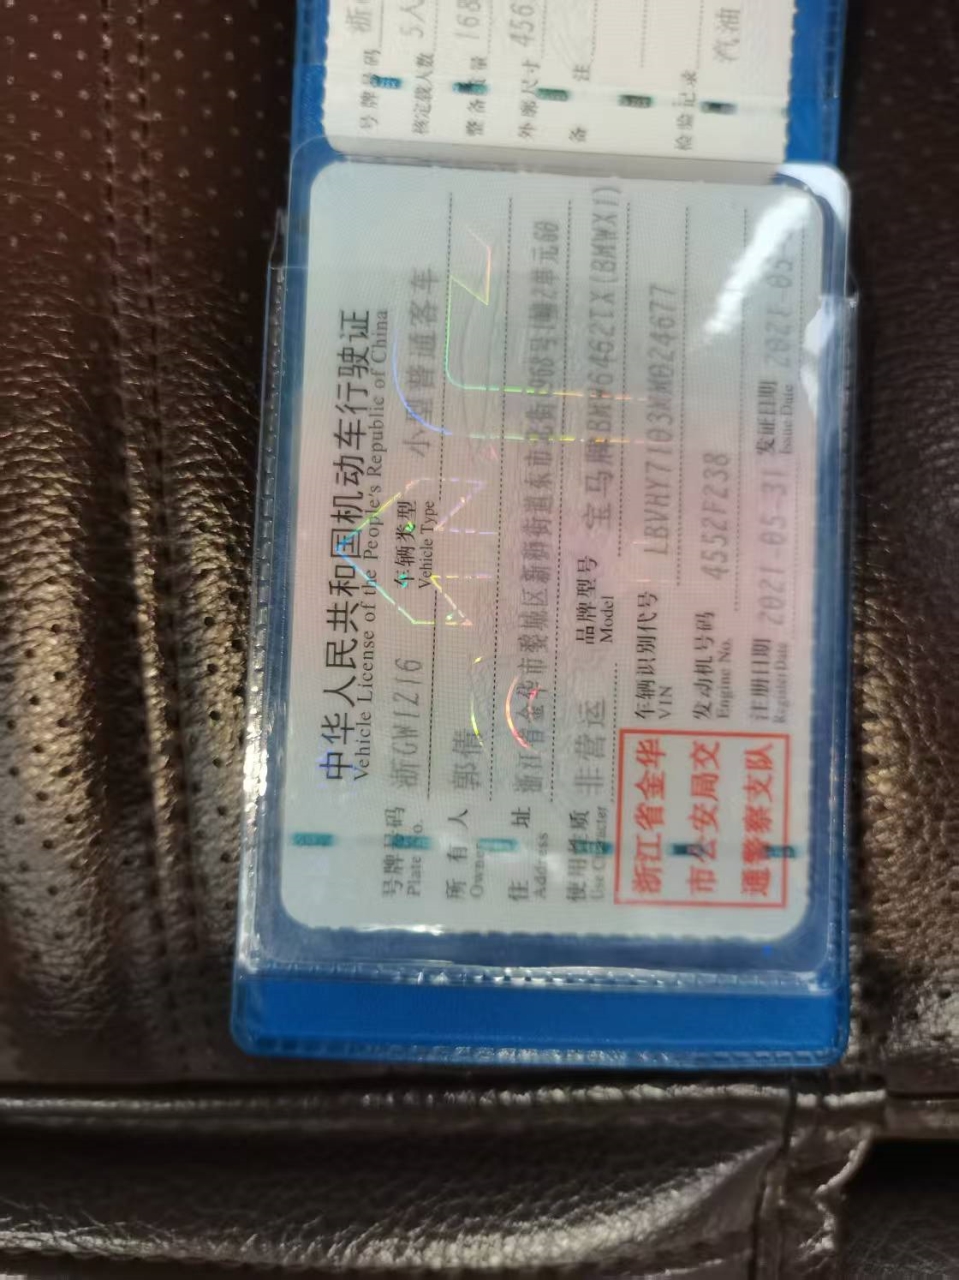 中华人民共和国机动车行驶证
Vehicle License of the People's Republic of China
号牌号码 浙GW1216 车辆类型 小型普通客车
Plate No. Vehicle Type
所有人 郭倩
Owner
住址 浙江省金华市婺城区新狮街道东市北街 号1幢2单元60
Address
使用性质 非营运 品牌型号 宝马牌BMW6462IX(BMWX1)
Use Character Model
浙江省金华
市公安局交
通警察支队
车辆识别代号 LBVHY7103MM024677
VIN
发动机号码 4552F238
Engine No.
注册日期 2021-05-31 发证日期 2021-05-
Register Date Issue Date
号牌号码 浙
核定载人数 5人
整备质量 168
外廓尺寸 456
备注
检验记录 汽油